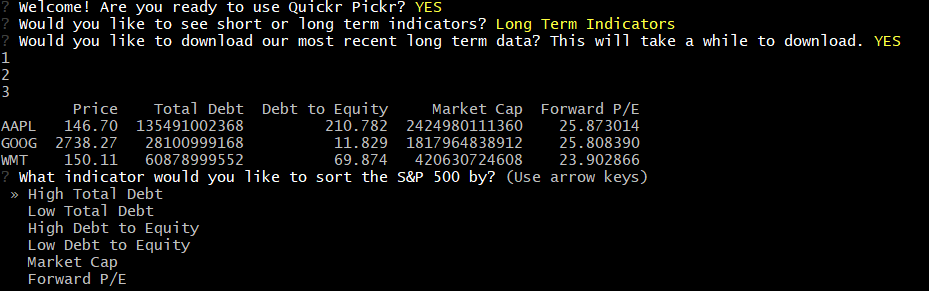 ? Welcome! Are you ready to use Quickr Pickr? YES
? Would you like to see short or long term indicators? Long Term Indicators
? Would you like to download our most recent long term data? This will take a while to download. YES
1
2
3
Price Total Debt Debt to Equity Market Cap Forward P/E
AAPL 146.70 135491002368 210.782 2424980111360 25.873014
GOOG 2738.27 28100999168 11.829 1817964838912 25.808390
WMT 150.11 60878999552 69.874 420630724608 23.902866
? What indicator would you like to sort the S&P 500 by? (Use arrow keys)
» High Total Debt
Low Total Debt
High Debt to Equity
Low Debt to Equity
Market Cap
Forward P/E